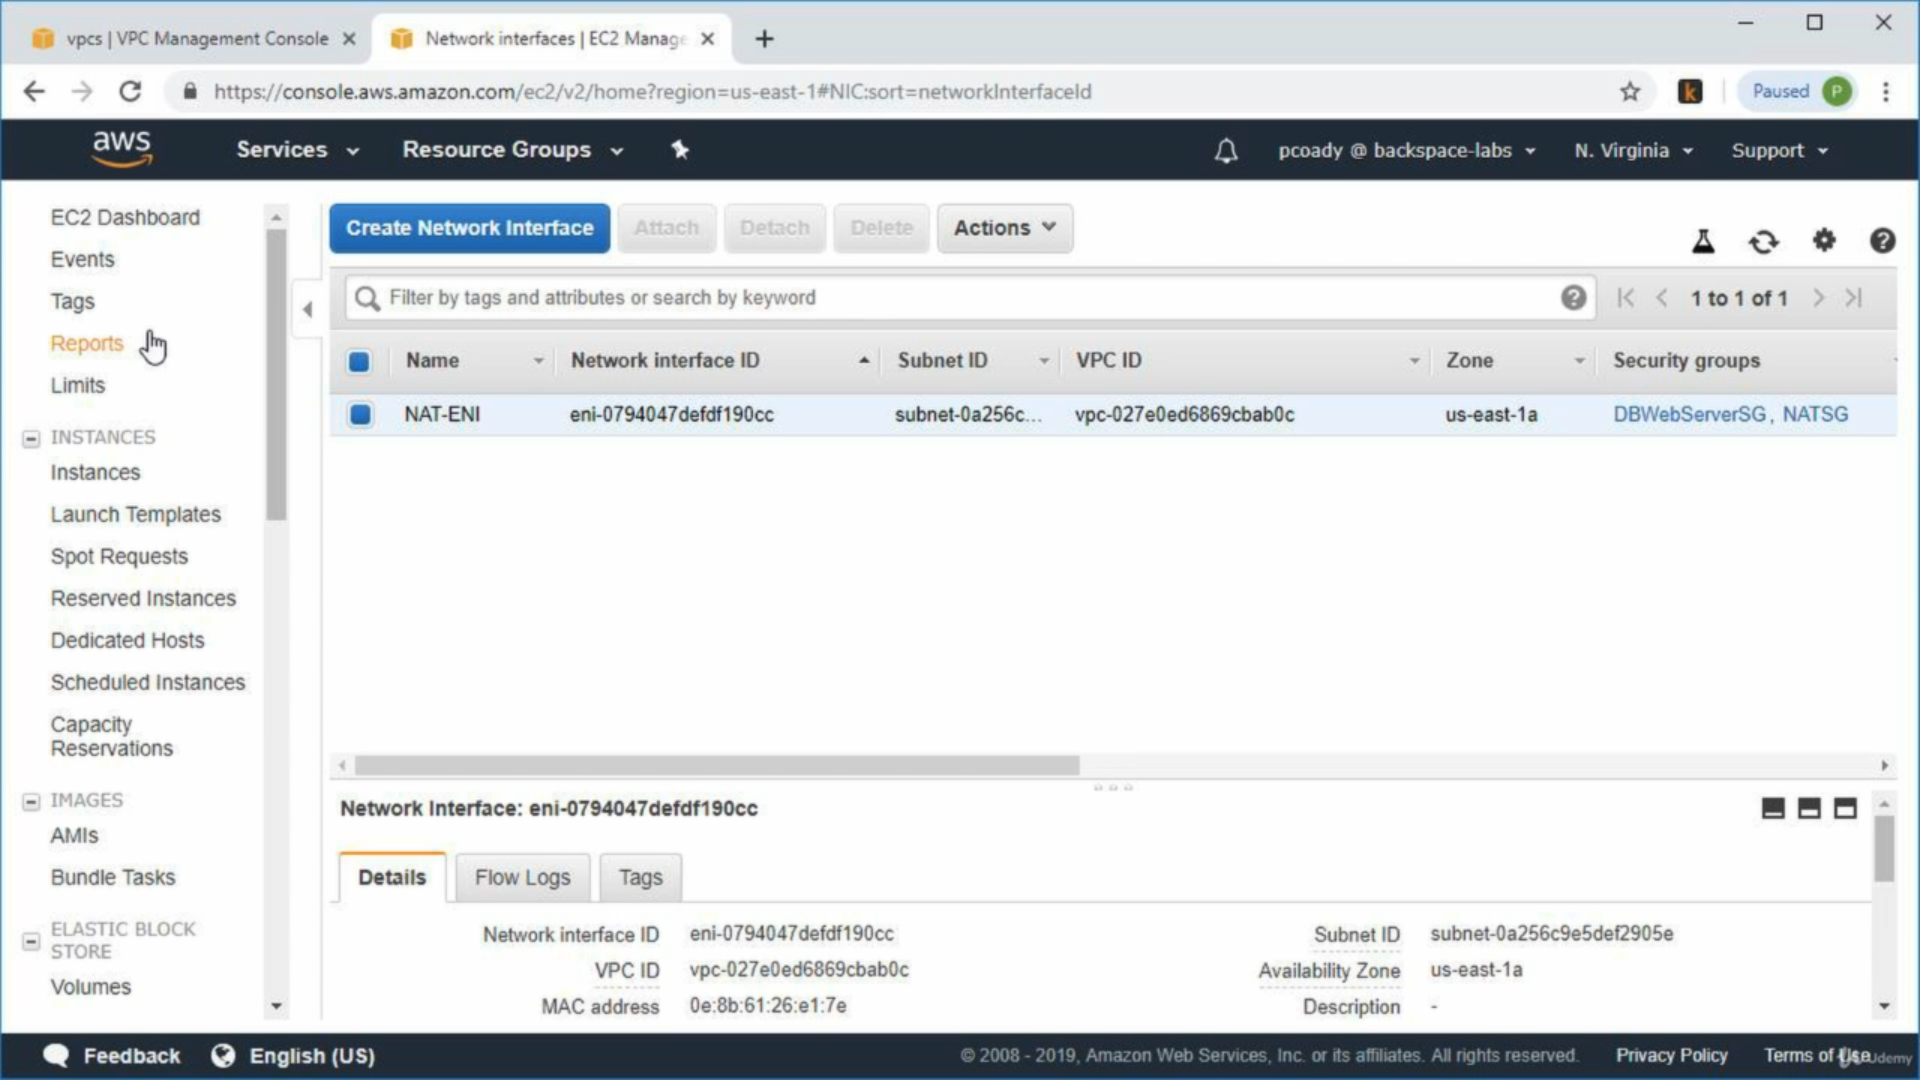 vpcs | VPC Management Console
Network interfaces | EC2 Manage
https://console.aws.amazon.com/ec2/v2/home?region=us-east-1#NIC:sort=networkInterfaceId
k
Paused P
aws
Services
Resource Groups
pcoady @ backspace-labs
N. Virginia
Support
EC2 Dashboard
Events
Tags
Reports
Limits
INSTANCES
Instances
Launch Templates
Spot Requests
Reserved Instances
Dedicated Hosts
Scheduled Instances
Capacity
Reservations
IMAGES
AMIs
Bundle Tasks
ELASTIC BLOCK
STORE
Volumes
Create Network Interface
Attach
Detach
Delete
Actions
Filter by tags and attributes or search by keyword
1 to 1 of 1
Name Network interface ID Subnet ID VPC ID Zone Security groups
NAT-ENI eni-0794047defdf190cc subnet-0a256c... vpc-027e0ed6869cbab0c us-east-1a DBWebServerSG, NATSG
Network Interface: eni-0794047defdf190cc
Details Flow Logs Tags
Network interface ID eni-0794047defdf190cc Subnet ID subnet-0a256c9e5def2905e
VPC ID vpc-027e0ed6869cbab0c Availability Zone us-east-1a
MAC address 0e:8b:61:26:e1:7e Description -
Feedback
English (US)
© 2008 - 2019, Amazon Web Services, Inc. or its affiliates. All rights reserved.
Privacy Policy
Terms of Use
Udemy